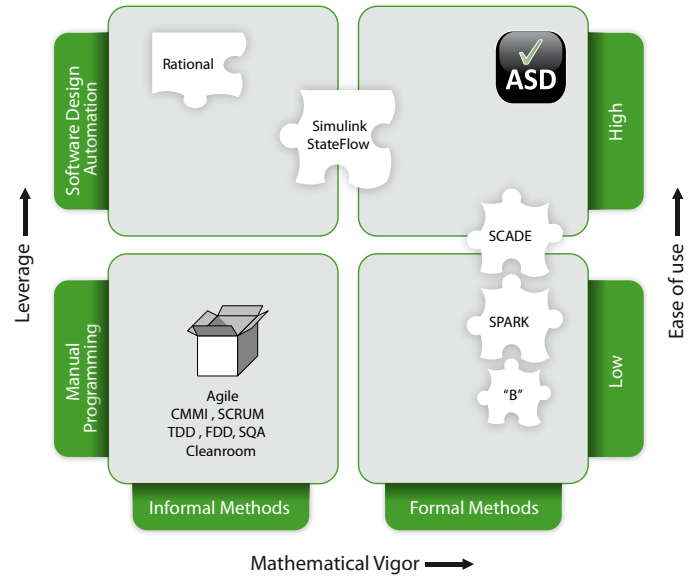 Rational
ASD
Simulink
StateFlow
Software Design
Automation
High
Leverage
Ease of use
SCADE
SPARK
"B"
Manual
Programming
Low
Agile
CMMI , SCRUM
TDD , FDD, SQA
Cleanroom
Informal Methods
Formal Methods
Mathematical Vigor